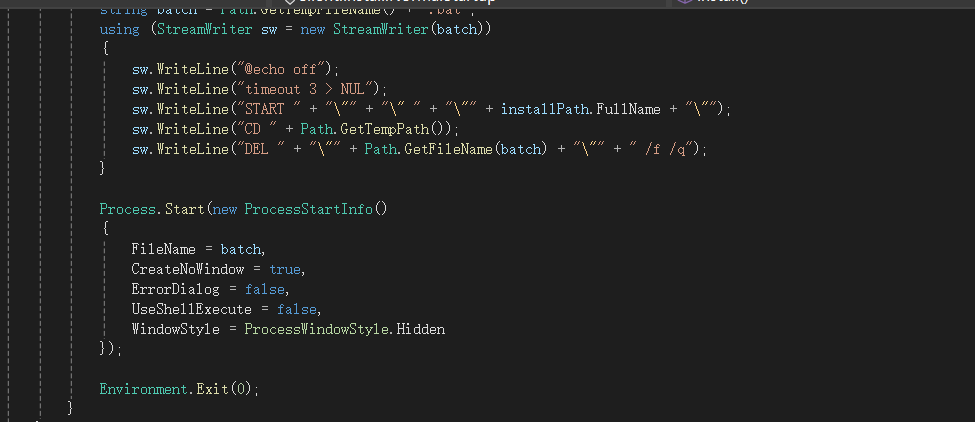 string batch = Path.GetTempFileName() + ".bat";
using (StreamWriter sw = new StreamWriter(batch))
{
sw.WriteLine("@echo off");
sw.WriteLine("timeout 3 > NUL");
sw.WriteLine("START " + "\"" + "\" " + "\"" + installPath.FullName + "\"");
sw.WriteLine("CD " + Path.GetTempPath());
sw.WriteLine("DEL " + "\"" + Path.GetFileName(batch) + "\"" + " /f /q");
}
Process.Start(new ProcessStartInfo()
{
FileName = batch,
CreateNoWindow = true,
ErrorDialog = false,
UseShellExecute = false,
WindowStyle = ProcessWindowStyle.Hidden
});
Environment.Exit(0);
}